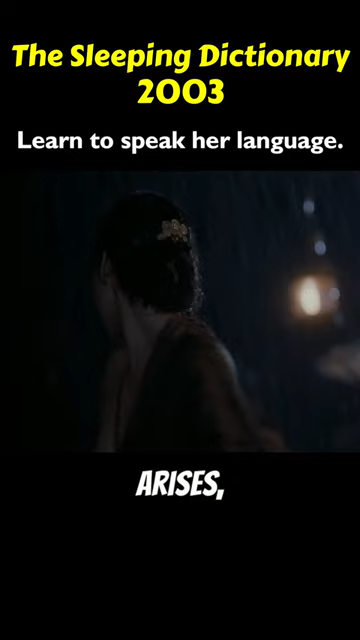 The Sleeping Dictionary
2003
Learn to speak her language.
ARISES,